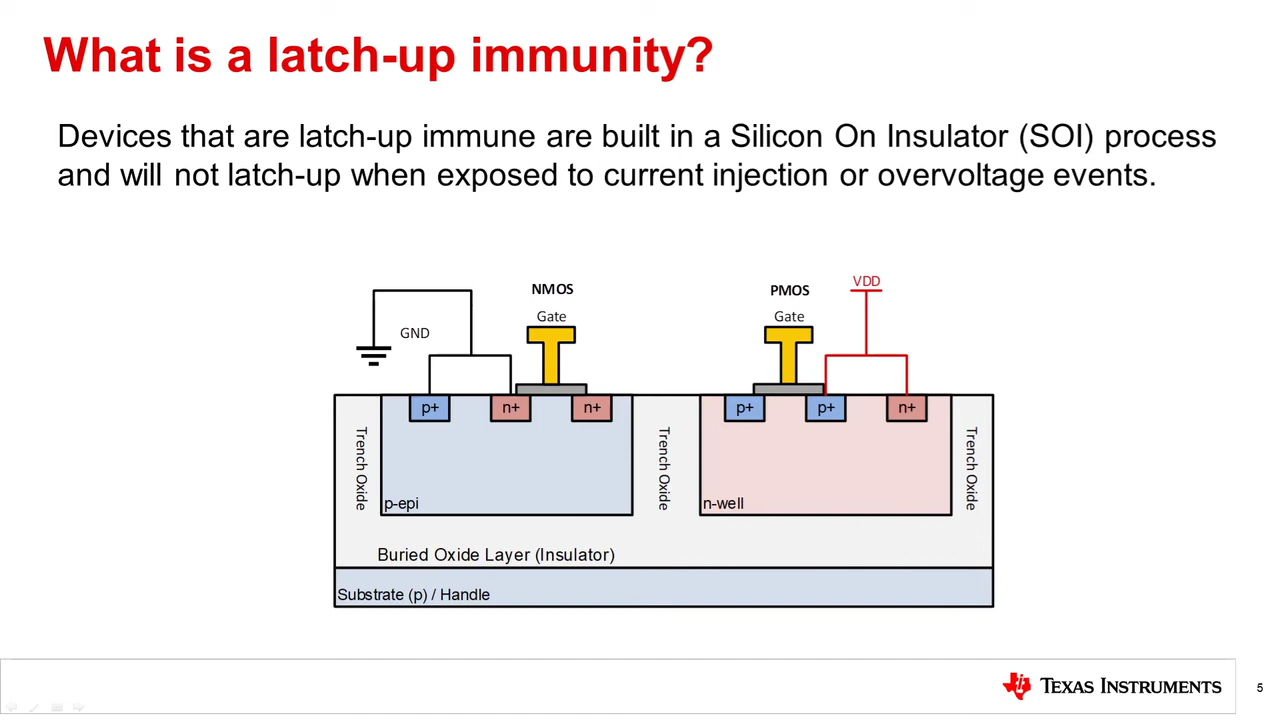 What is a latch-up immunity?
Devices that are latch-up immune are built in a Silicon On Insulator (SOI) process
and will not latch-up when exposed to current injection or overvoltage events.
NMOS
Gate
GND
PMOS
Gate
VDD
p+
n+
n+
p+
p+
n+
Trench Oxide
Trench Oxide
Trench Oxide
p-epi
n-well
Buried Oxide Layer (Insulator)
Substrate (p) / Handle
TEXAS INSTRUMENTS
5